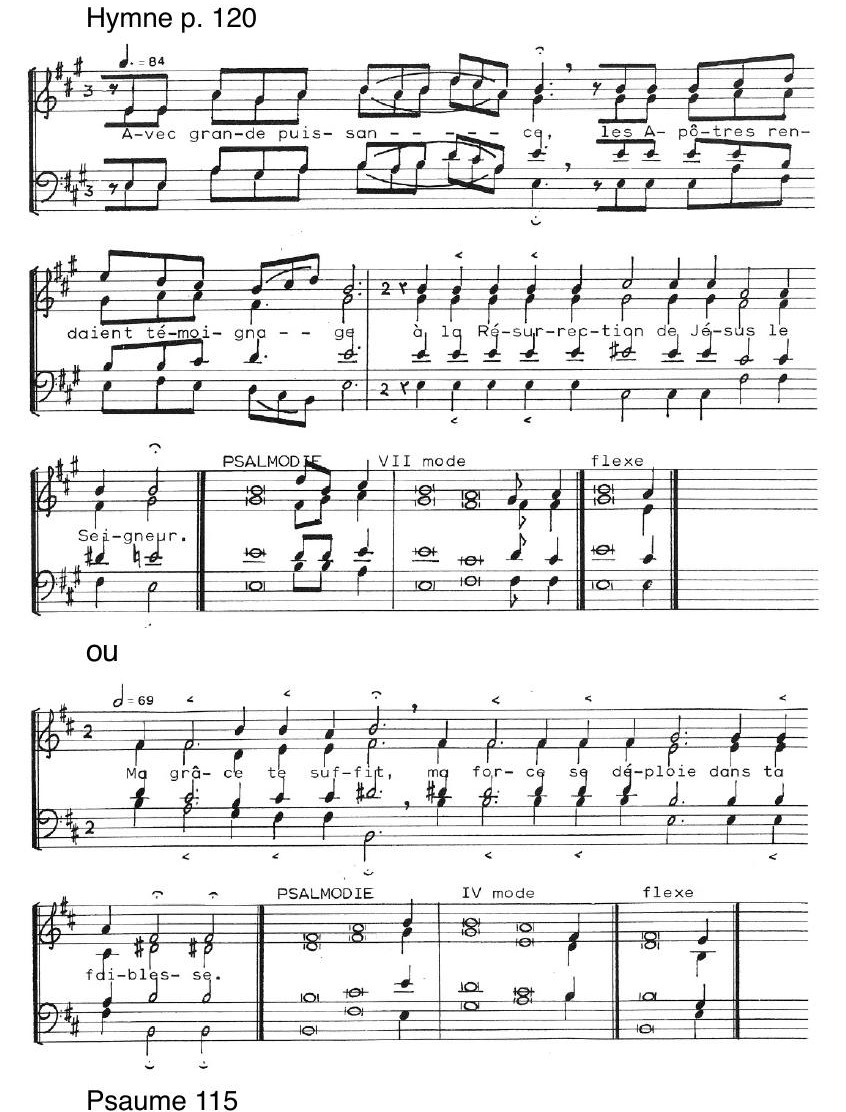 Hymne p. 120
♩. = 84
A-vec gran-de puis- san - - - - - - ce, les A- pô-tres ren-
daient té-moi-gna - - ge à la Ré-sur-rec-tion de Jé-sus le
PSALMODIE VII mode flexe
Sei-gneur.
ou
𝅗𝅥 = 69
Ma grâ- ce te suf-fit, ma for- ce se dé-ploie dans ta
PSALMODIE IV mode flexe
fai-bles- se.
Psaume 115